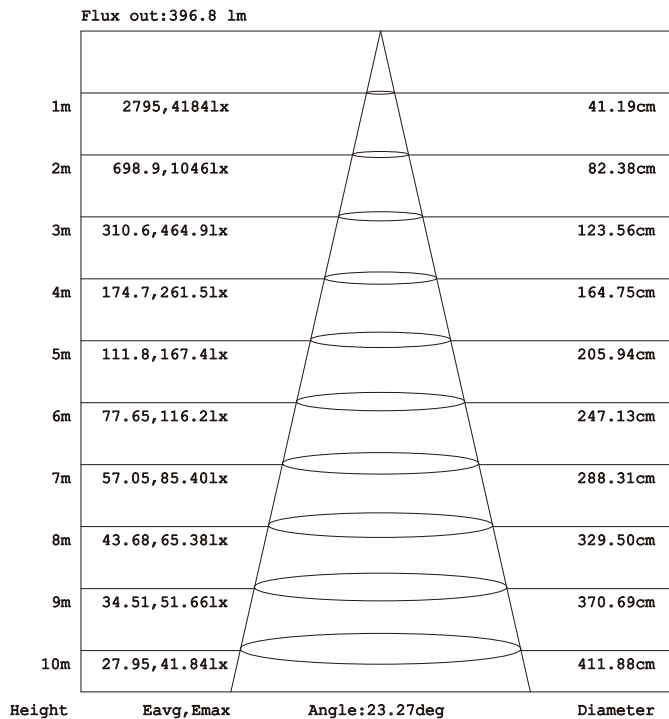 Flux out:396.8 lm
1m 2795,4184lx 41.19cm
2m 698.9,1046lx 82.38cm
3m 310.6,464.9lx 123.56cm
4m 174.7,261.5lx 164.75cm
5m 111.8,167.4lx 205.94cm
6m 77.65,116.2lx 247.13cm
7m 57.05,85.40lx 288.31cm
8m 43.68,65.38lx 329.50cm
9m 34.51,51.66lx 370.69cm
10m 27.95,41.84lx 411.88cm
Height Eavg,Emax Angle:23.27deg Diameter